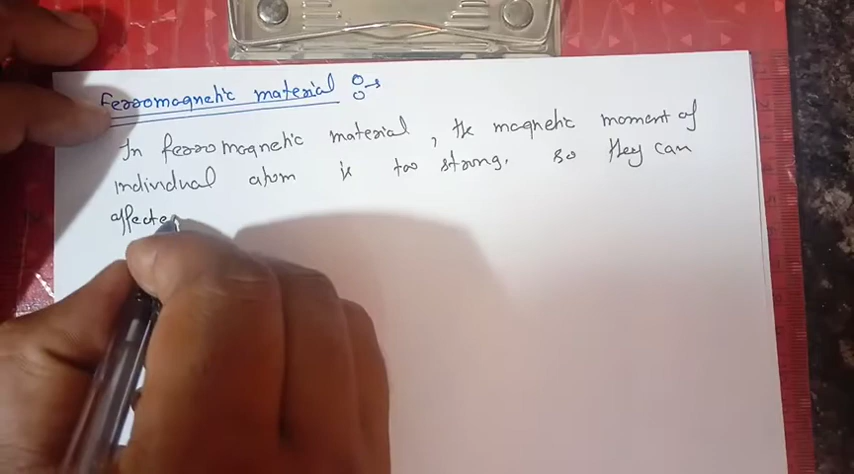 Ferromagnetic material
In ferromagnetic material, the magnetic moment of
individual atom is too strong. so they can
affecte